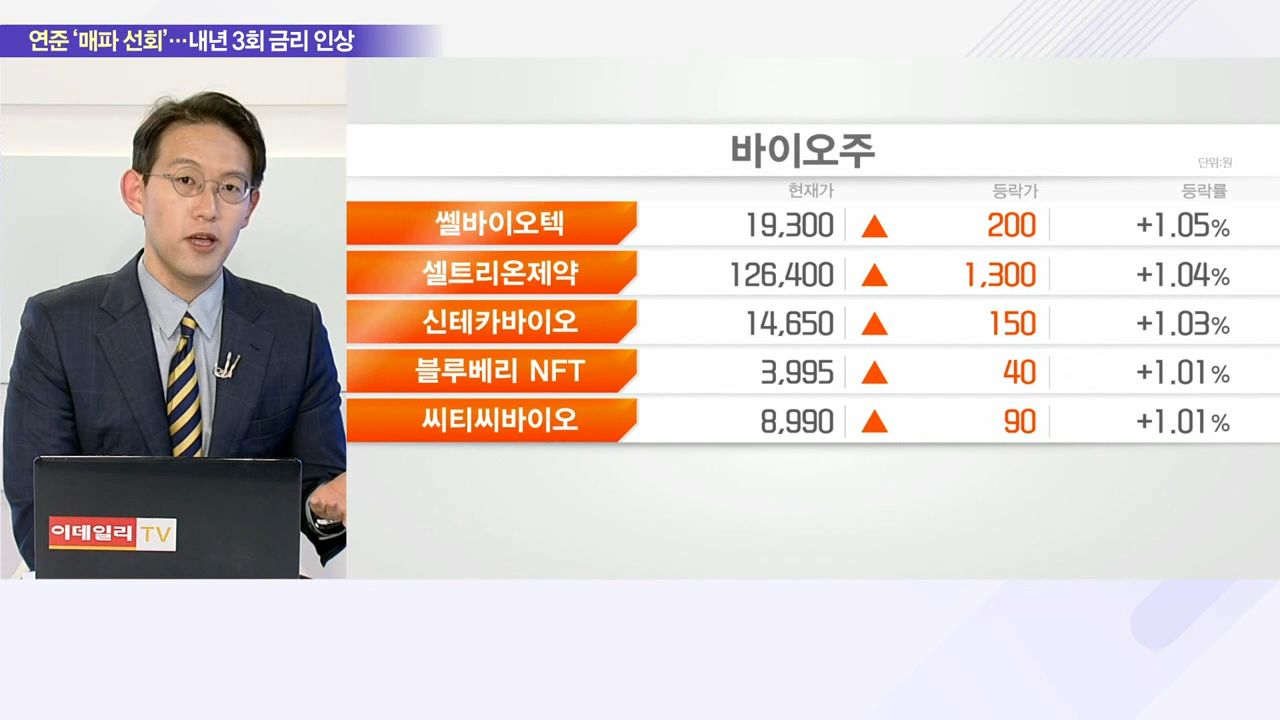 연준 ‘매파 선회’…내년 3회 금리 인상
바이오주
단위:원
현재가 등락가 등락률
쎌바이오텍 19,300 ▲ 200 +1.05%
셀트리온제약 126,400 ▲ 1,300 +1.04%
신테카바이오 14,650 ▲ 150 +1.03%
블루베리 NFT 3,995 ▲ 40 +1.01%
씨티씨바이오 8,990 ▲ 90 +1.01%
이데일리 TV